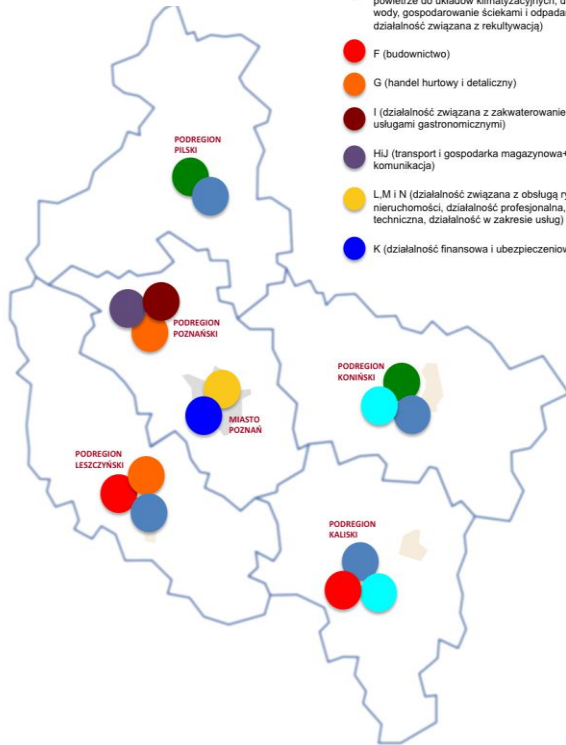 powietrze do układów klimatyzacyjnych, d
wody, gospodarowanie ściekami i odpadam
działalność związana z rekultywacją)
F (budownictwo)
G (handel hurtowy i detaliczny)
I (działalność związana z zakwaterowanie
usługami gastronomicznymi)
HiJ (transport i gospodarka magazynowa+
komunikacja)
L,M i N (działalność związana z obsługą ry
nieruchomości, działalność profesjonalna,
techniczna, działalność w zakresie usług)
K (działalność finansowa i ubezpieczeniow
PODREGION
PILSKI
PODREGION
POZNAŃSKI
MIASTO
POZNAŃ
PODREGION
KONIŃSKI
PODREGION
LESZCZYŃSKI
PODREGION
KALISKI